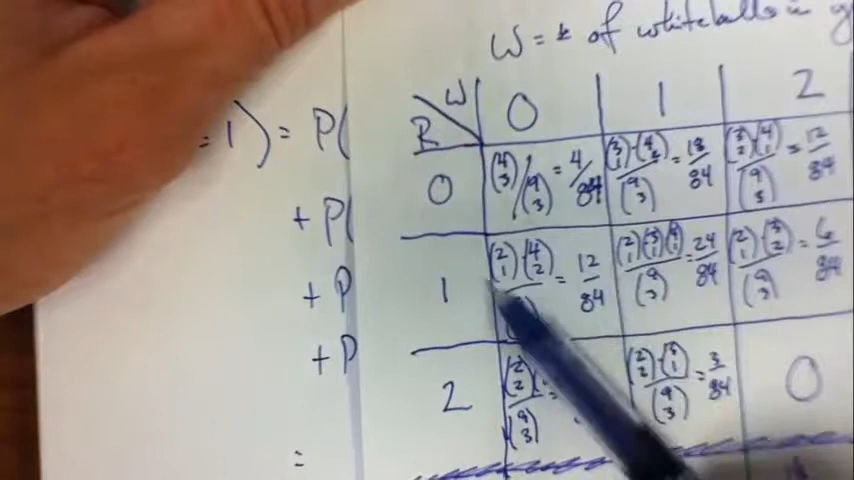 W = # of white balls in
= 1) = P(
+ P(
+ P
+ P
=
W 0 1 2
R
0 (4 3)/(9 3) = 4/84 (3 1)·(4 2)/(9 3) = 18/84 (3 2)(4 1)/(9 3) = 12/84
1 (2 1)·(4 2) = 12/84 (2 1)(3 1)(4 1)/(9 3) = 24/84 (2 1)·(3 2)/(9 3) = 6/84
2 (2 2)(/(9 3) = (2 2)·(3 1)/(9 3) = 3/84 0